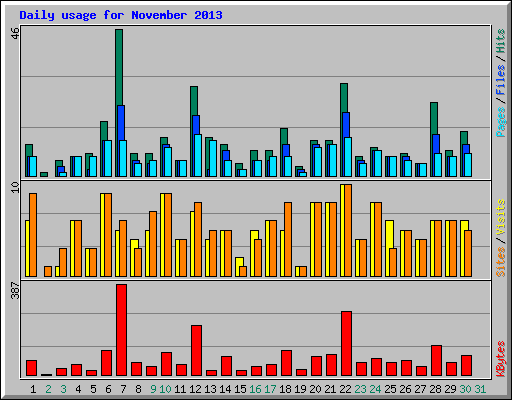 Daily usage for November 2013
46
Pages / Files / Hits
10
Sites / Visits
387
KBytes
1 2 3 4 5 6 7 8 9 10 11 12 13 14 15 16 17 18 19 20 21 22 23 24 25 26 27 28 29 30 31